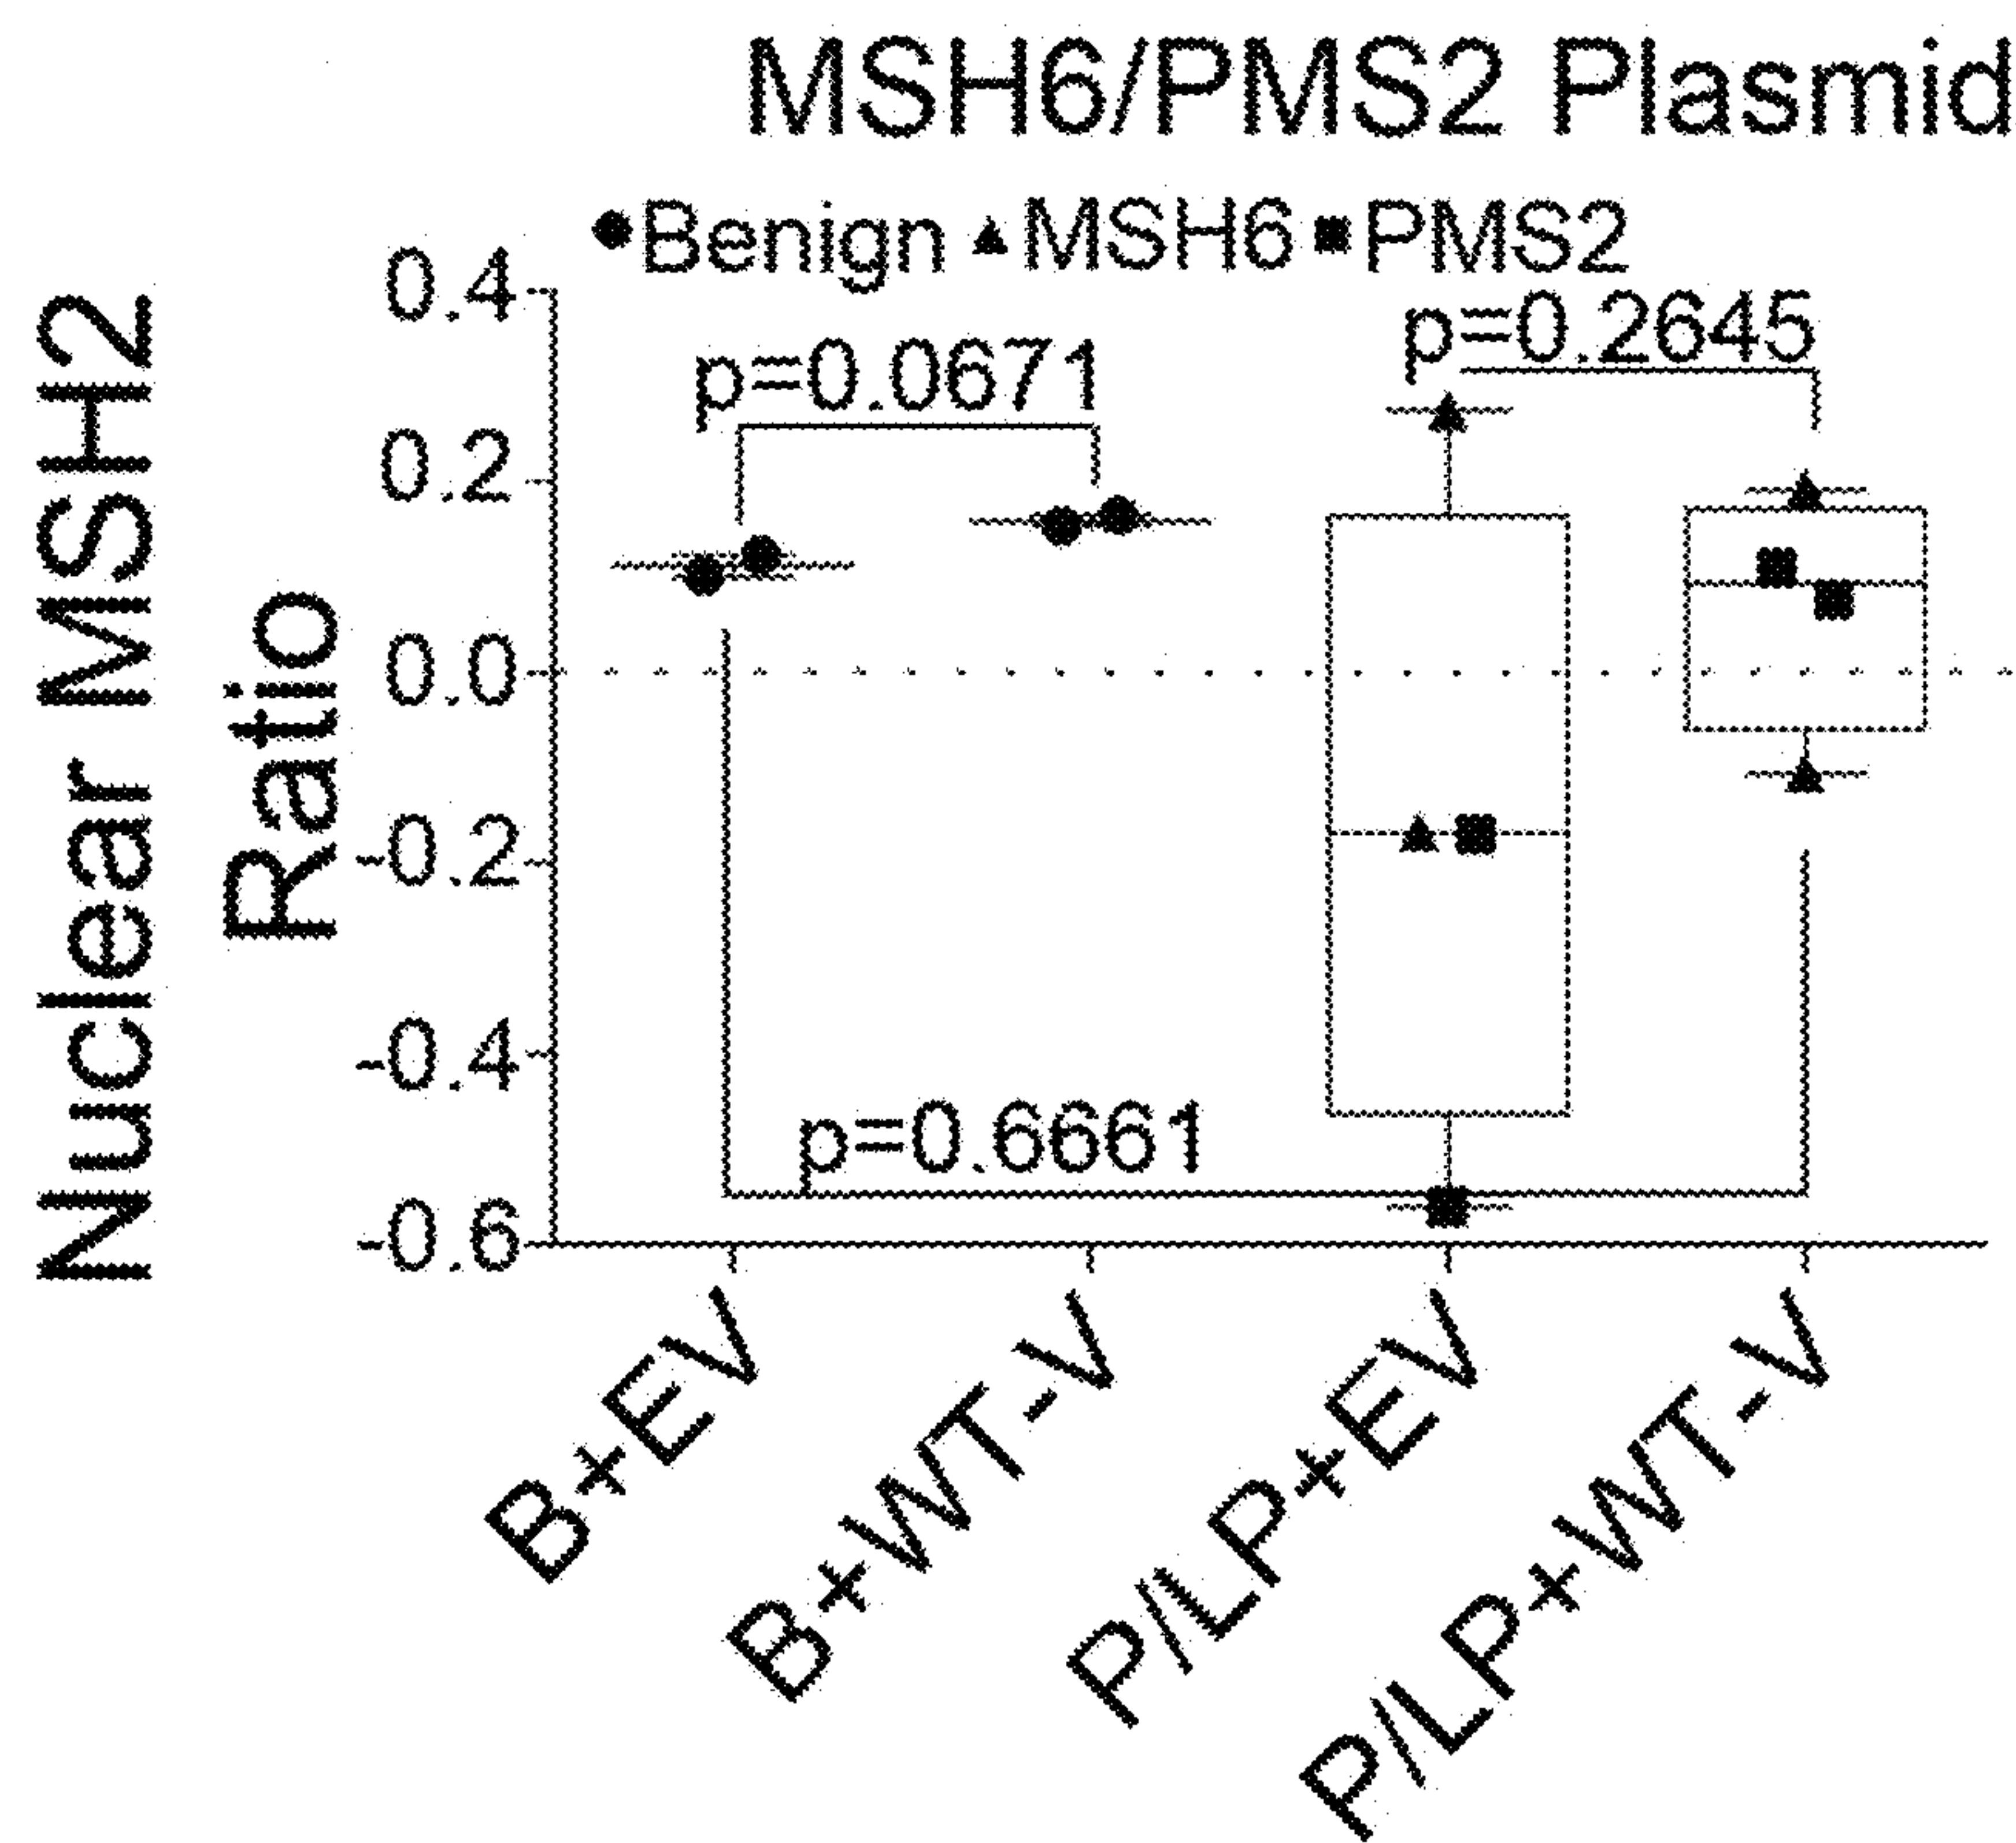 MSH6/PMS2 Plasmid
Benign MSH6 PMS2
Nuclear MSH2
Ratio
0.4
0.2
0.0
-0.2
-0.4
-0.6
p=0.0671
p=0.2645
p=0.6661
B+EV
B+WT-V
P/LP+EV
P/LP+WT-V